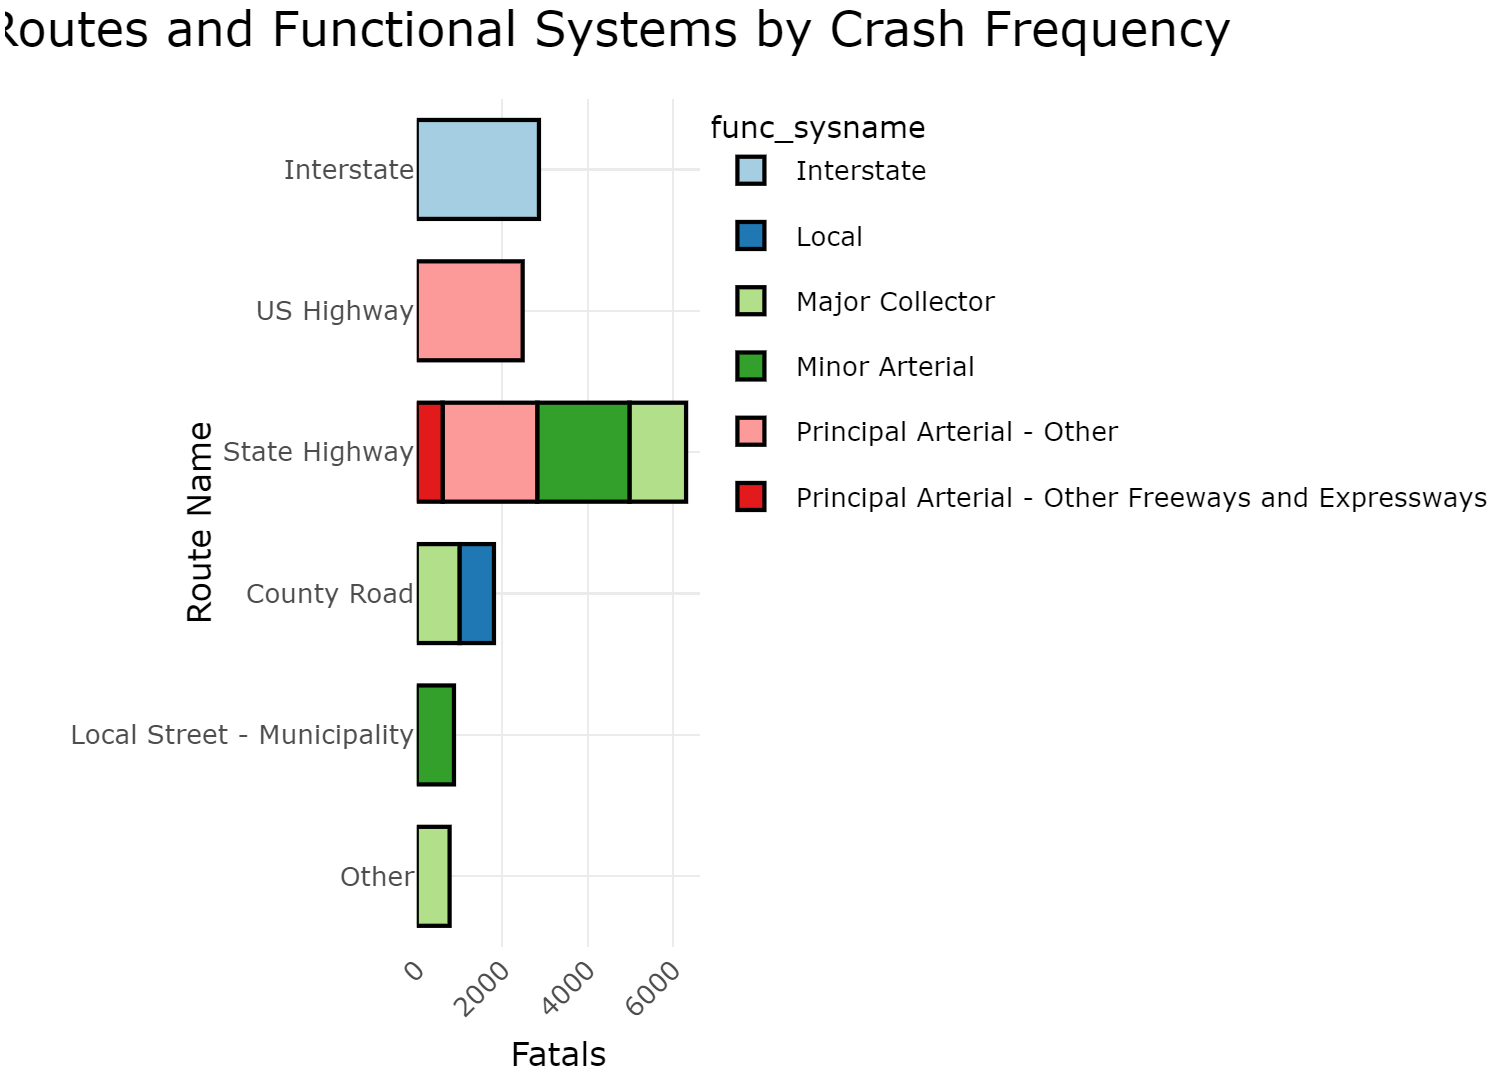 Routes and Functional Systems by Crash Frequency
func_sysname
Interstate
Local
Major Collector
Minor Arterial
Principal Arterial - Other
Principal Arterial - Other Freeways and Expressways
Route Name
Interstate
US Highway
State Highway
County Road
Local Street - Municipality
Other
0
2000
4000
6000
Fatals